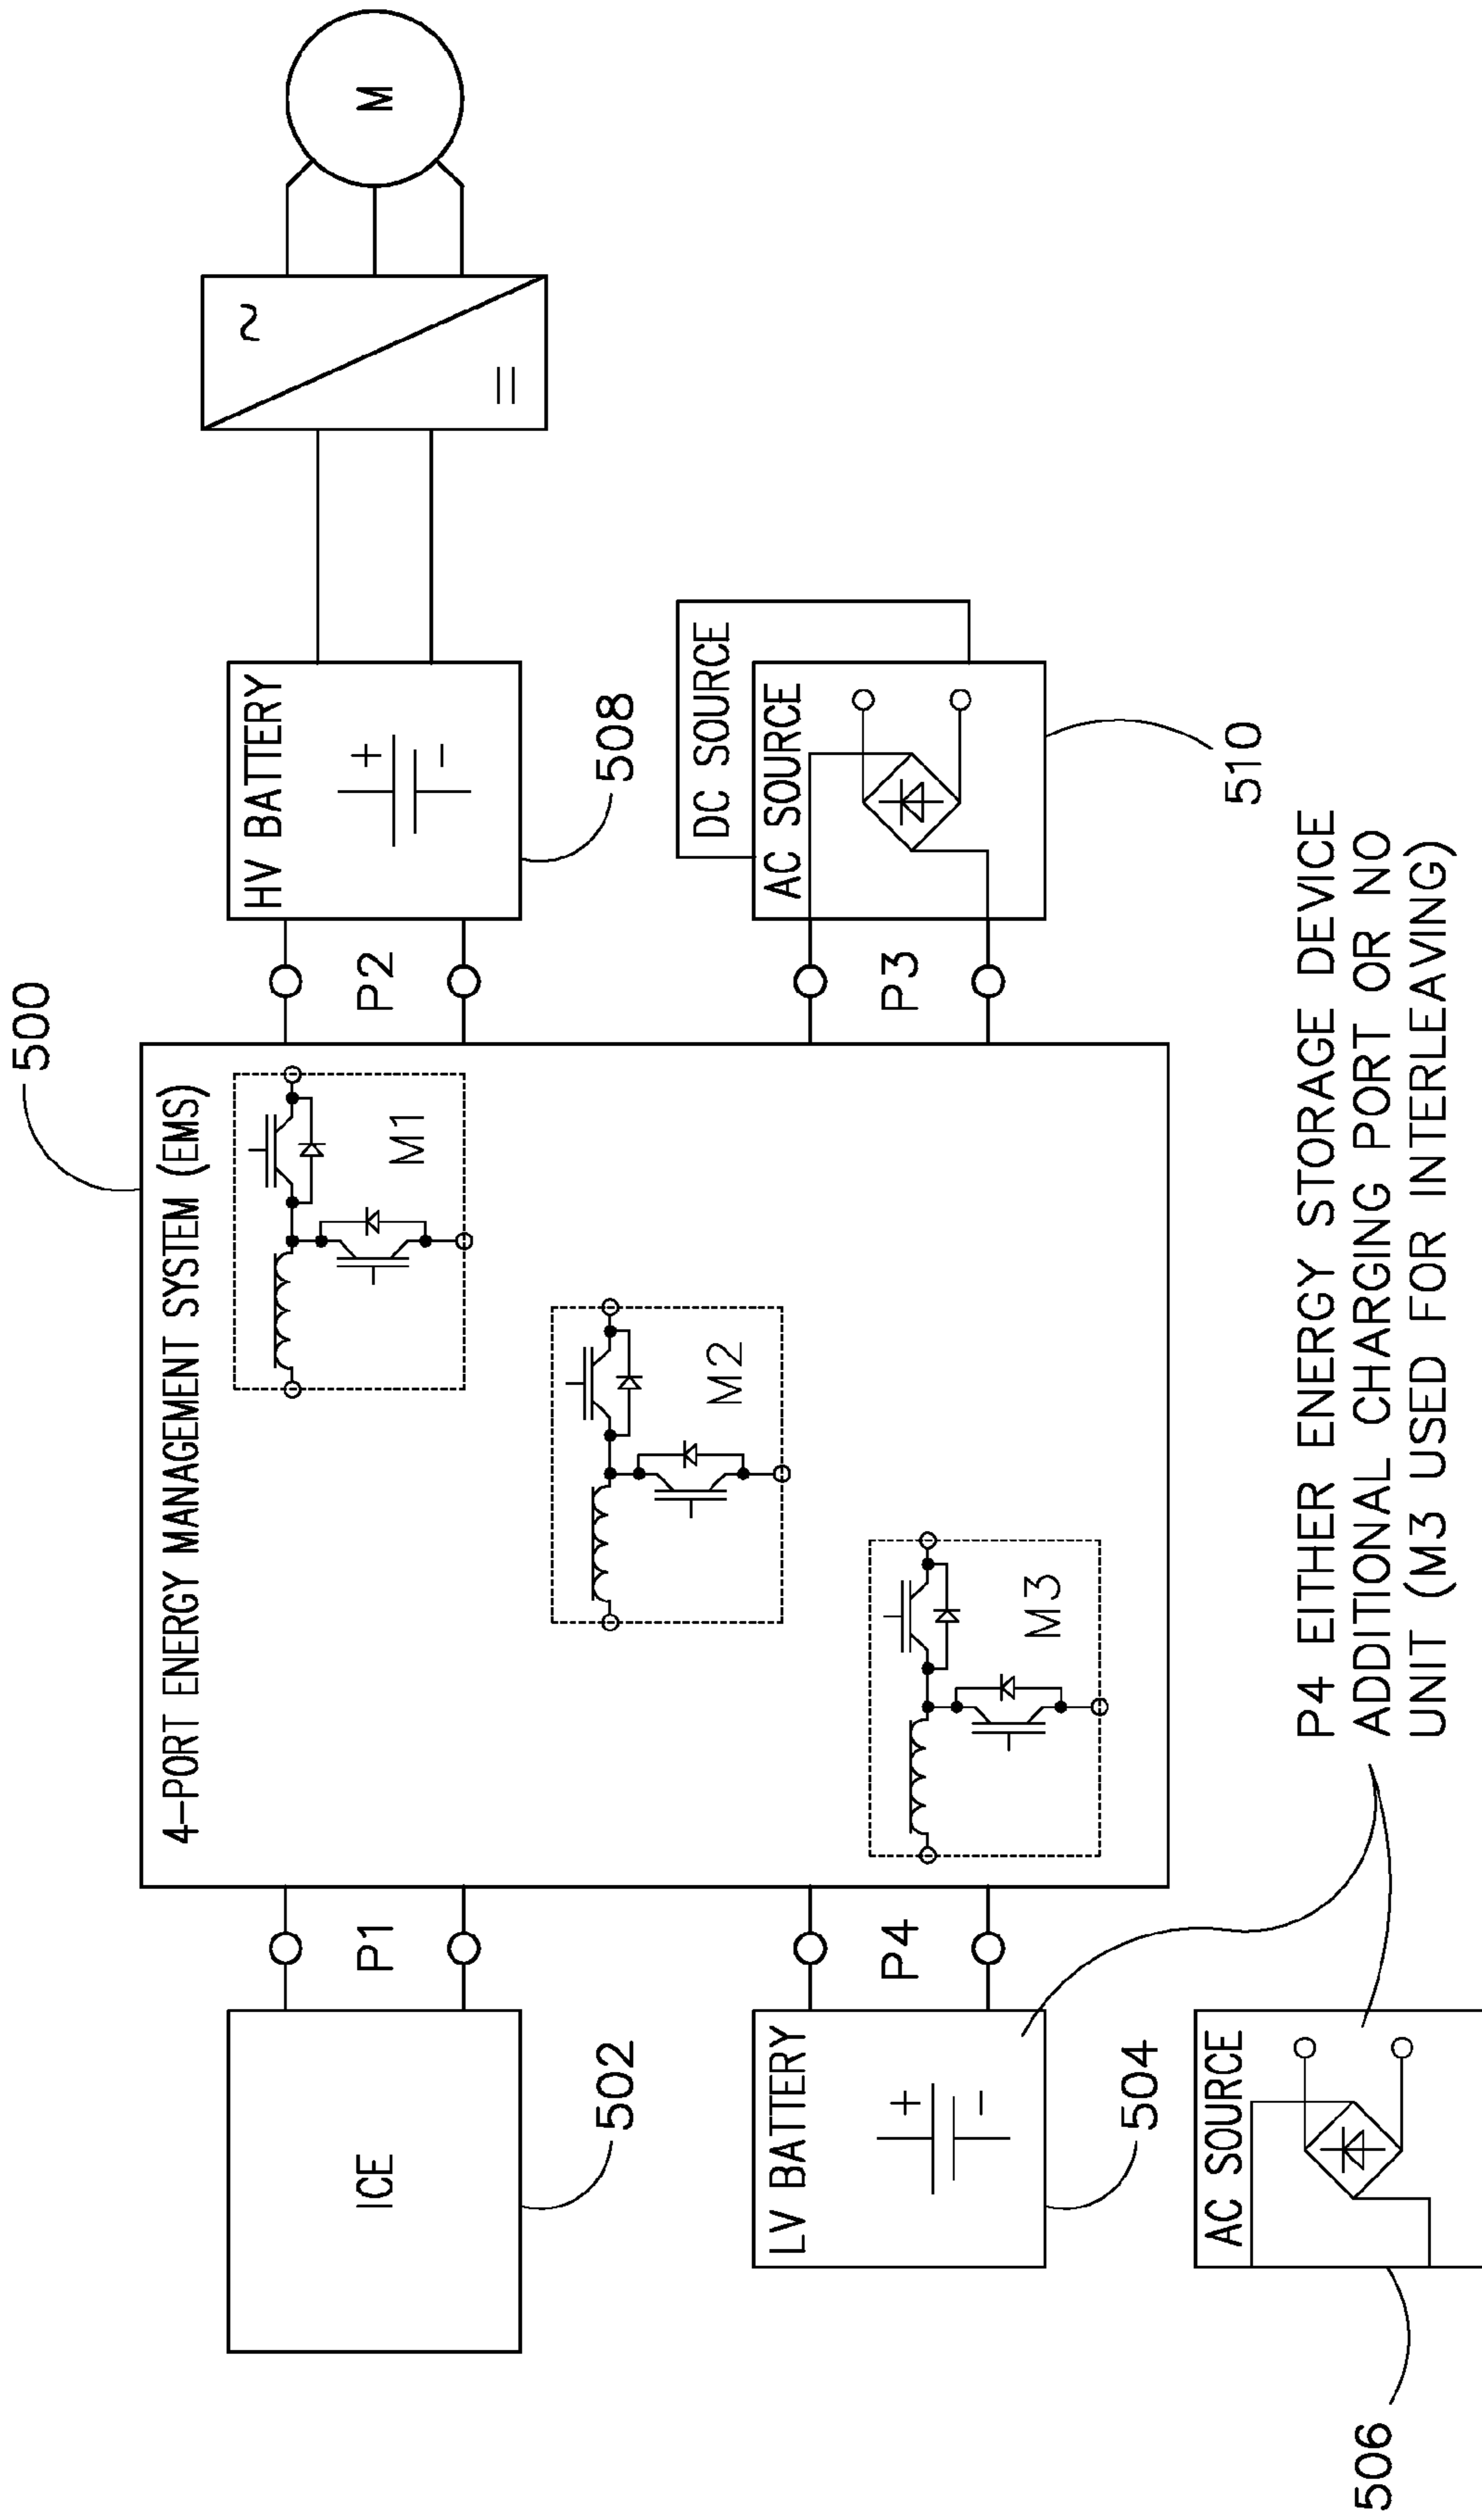 500
4-PORT ENERGY MANAGEMENT SYSTEM (EMS)
ICE
502
P1
M1
P2
HV BATTERY
+
−
508
~
=
M
M2
LV BATTERY
+
−
504
P4
M3
P3
DC SOURCE
AC SOURCE
510
AC SOURCE
506
P4 EITHER ENERGY STORAGE DEVICE
ADDITIONAL CHARGING PORT OR NO
UNIT (M3 USED FOR INTERLEAVING)